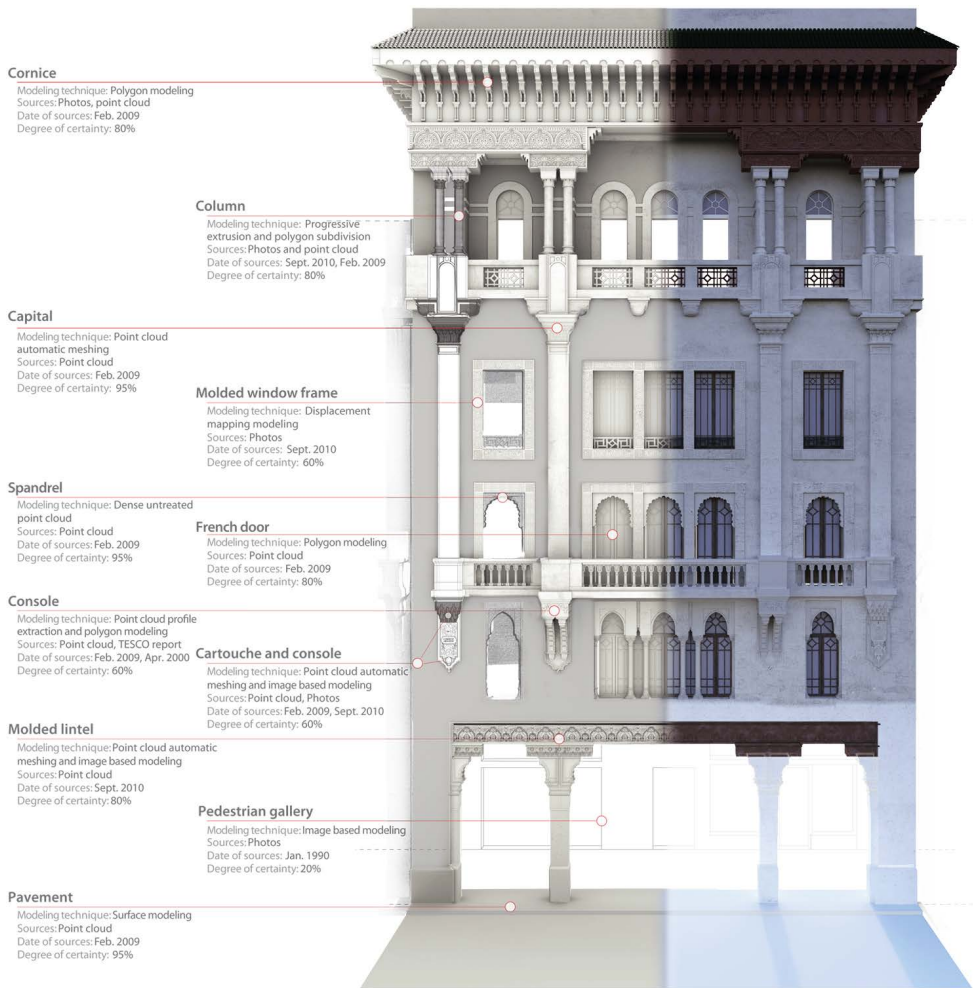 Cornice
Modeling technique: Polygon modeling
Sources: Photos, point cloud
Date of sources: Feb. 2009
Degree of certainty: 80%
Column
Modeling technique: Progressive
extrusion and polygon subdivision
Sources: Photos and point cloud
Date of sources: Sept. 2010, Feb. 2009
Degree of certainty: 80%
Capital
Modeling technique: Point cloud
automatic meshing
Sources: Point cloud
Date of sources: Feb. 2009
Degree of certainty: 95%
Molded window frame
Modeling technique: Displacement
mapping modeling
Sources: Photos
Date of sources: Sept. 2010
Degree of certainty: 60%
Spandrel
Modeling technique: Dense untreated
point cloud
Sources: Point cloud
Date of sources: Feb. 2009
Degree of certainty: 95%
French door
Modeling technique: Polygon modeling
Sources: Point cloud
Date of sources: Feb. 2009
Degree of certainty: 80%
Console
Modeling technique: Point cloud profile
extraction and polygon modeling
Sources: Point cloud, TESCO report
Date of sources: Feb. 2009, Apr. 2000
Degree of certainty: 60%
Cartouche and console
Modeling technique: Point cloud automatic
meshing and image based modeling
Sources: Point cloud, Photos
Date of sources: Feb. 2009, Sept. 2010
Degree of certainty: 60%
Molded lintel
Modeling technique: Point cloud automatic
meshing and image based modeling
Sources: Point cloud
Date of sources: Sept. 2010
Degree of certainty: 80%
Pedestrian gallery
Modeling technique: Image based modeling
Sources: Photos
Date of sources: Jan. 1990
Degree of certainty: 20%
Pavement
Modeling technique: Surface modeling
Sources: Point cloud
Date of sources: Feb. 2009
Degree of certainty: 95%